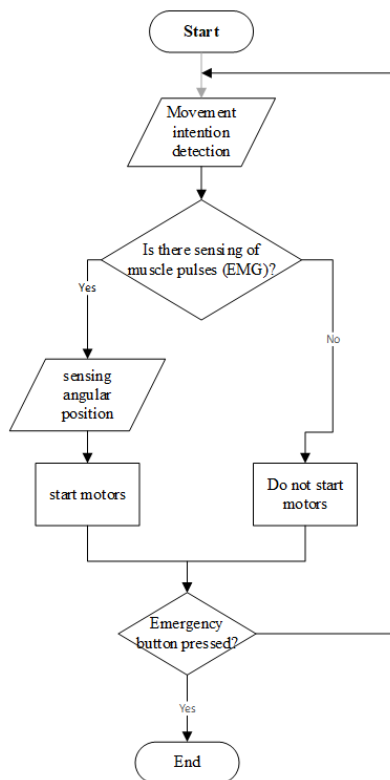 Start
Movement
intention
detection
Is there sensing of
muscle pulses (EMG)?
Yes
No
sensing
angular
position
start motors
Do not start
motors
Emergency
button pressed?
Yes
End